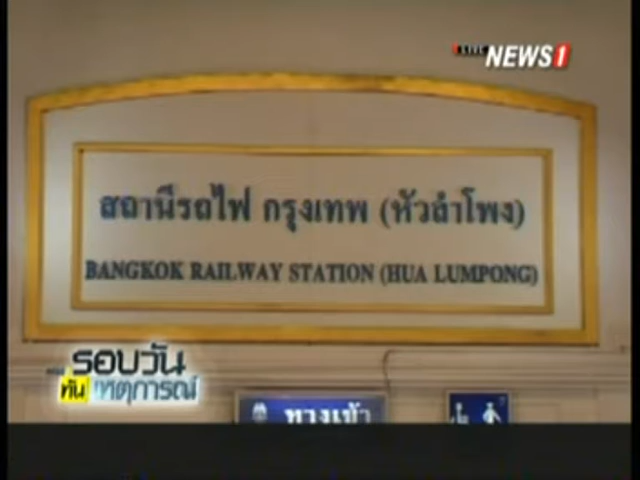 LIVE NEWS1
สถานีรถไฟ กรุงเทพ (หัวลำโพง)
BANGKOK RAILWAY STATION (HUA LUMPONG)
รอบวัน
ทันเหตุการณ์
ทางเข้า